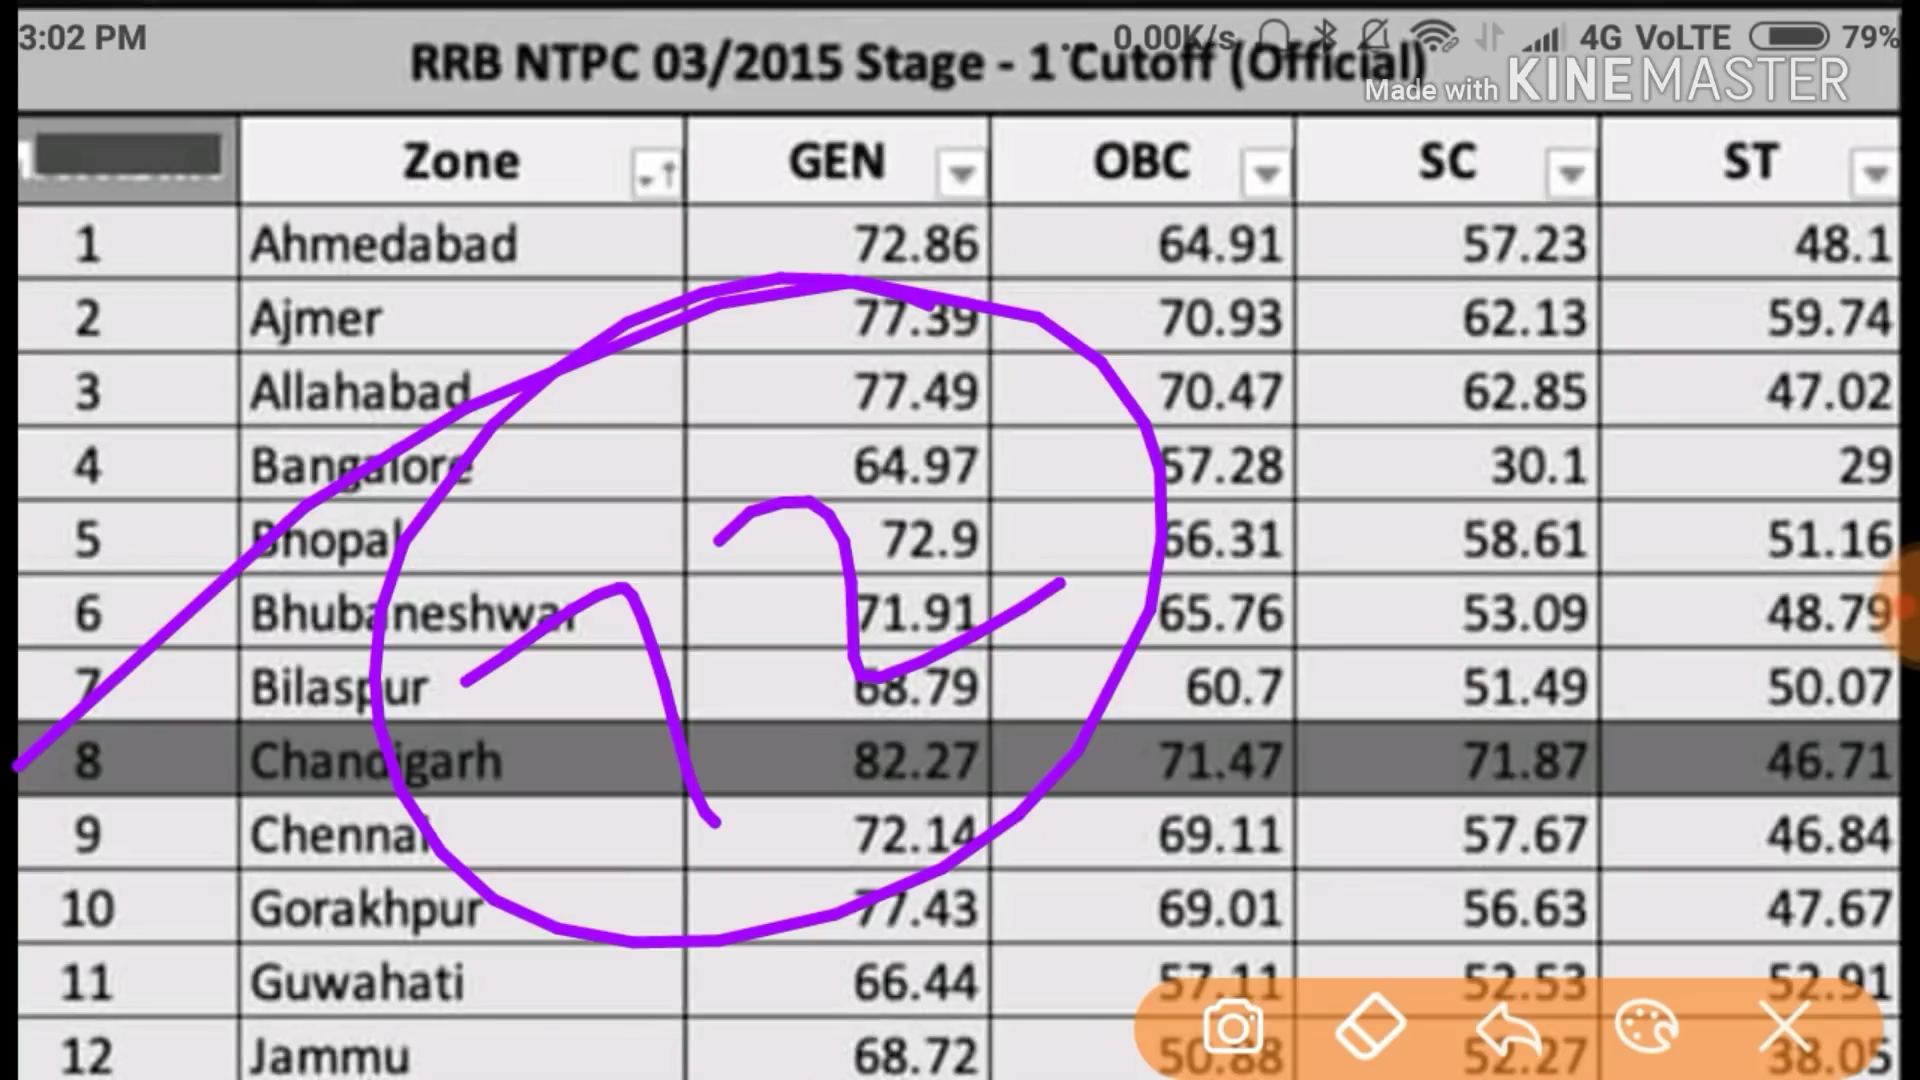 3:02 PM 0.00K/s 4G VoLTE 79%
RRB NTPC 03/2015 Stage - 1 Cutoff (Official)
Made with KINEMASTER
Zone GEN OBC SC ST
1 Ahmedabad 72.86 64.91 57.23 48.1
2 Ajmer 77.39 70.93 62.13 59.74
3 Allahabad 77.49 70.47 62.85 47.02
4 Bangalore 64.97 57.28 30.1 29
5 Bhopal 72.9 66.31 58.61 51.16
6 Bhubaneshwar 71.91 65.76 53.09 48.79
7 Bilaspur 68.79 60.7 51.49 50.07
8 Chandigarh 82.27 71.47 71.87 46.71
9 Chennai 72.14 69.11 57.67 46.84
10 Gorakhpur 77.43 69.01 56.63 47.67
11 Guwahati 66.44 57.11 52.53 52.91
12 Jammu 68.72 50.88 52.27 38.05